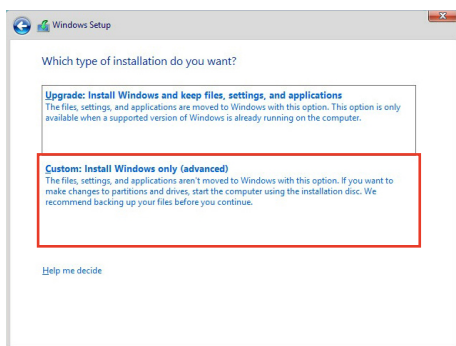 Windows Setup
Which type of installation do you want?
Upgrade: Install Windows and keep files, settings, and applications
The files, settings, and applications are moved to Windows with this option. This option is only
available when a supported version of Windows is already running on the computer.
Custom: Install Windows only (advanced)
The files, settings, and applications aren't moved to Windows with this option. If you want to
make changes to partitions and drives, start the computer using the installation disc. We
recommend backing up your files before you continue.
Help me decide